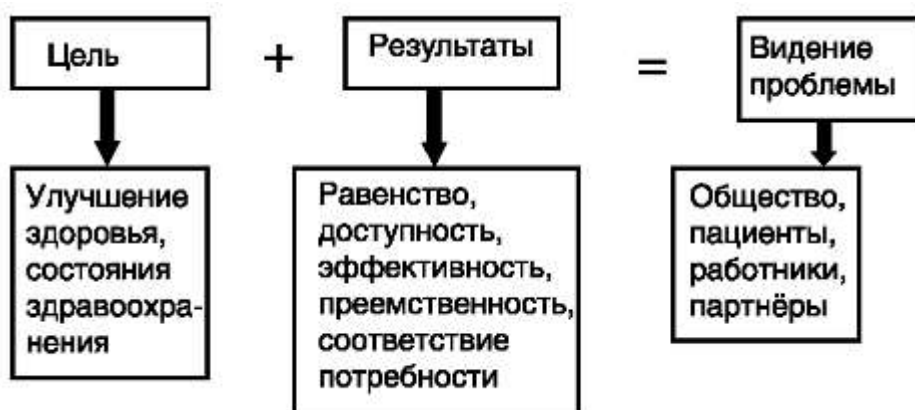 Цель
+
Результаты
=
Видение
проблемы
Улучшение
здоровья,
состояния
здравоохра-
нения
Равенство,
доступность,
эффективность,
преемственность,
соответствие
потребности
Общество,
пациенты,
работники,
партнёры